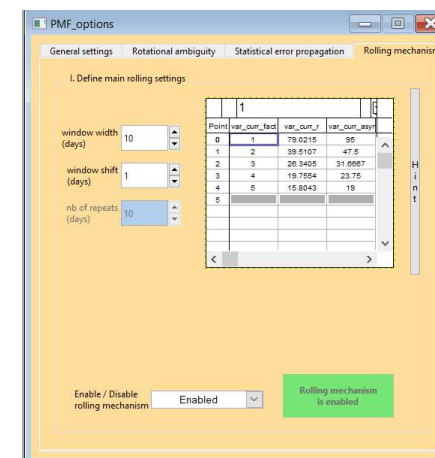 PMF_options
General settings Rotational ambiguity Statistical error propagation Rolling mechanism
I. Define main rolling settings
1
Point var_curr_fact var_curr_r var_curr_asyr
0 1 79.0215 95
1 2 39.5107 47.5
2 3 26.3405 31.6667
3 4 19.7554 23.75
4 5 15.8043 19
5
window width
(days)
10
window shift
(days)
1
nb of repeats
(days)
10
Hint
Enable / Disable
rolling mechanism
Enabled
Rolling mechanism
is enabled